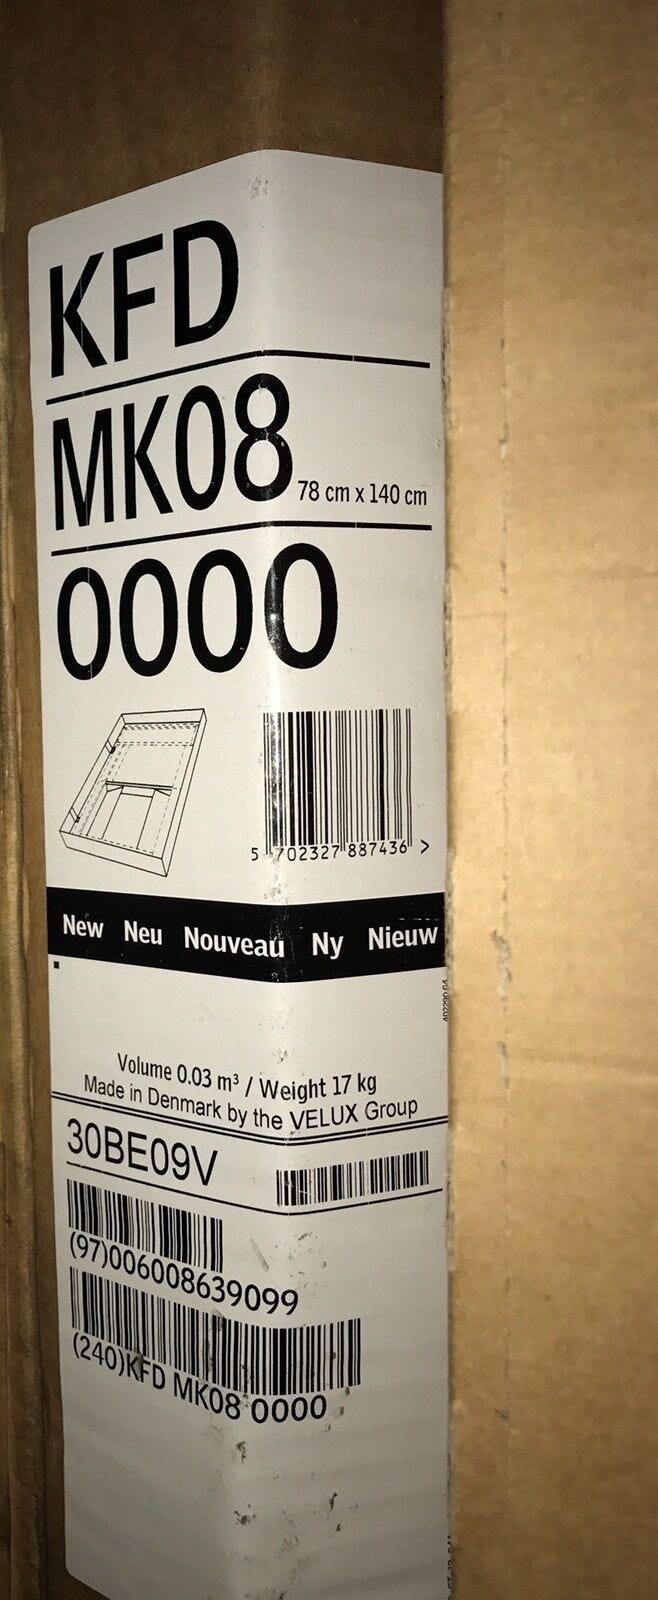 KFD
MK08 78 cm x 140 cm
0000
5 702327 887436 >
New Neu Nouveau Ny Nieuw
Volume 0.03 m³ / Weight 17 kg
Made in Denmark by the VELUX Group
30BE09V
(97)006008639099
(240)KFD MK08 0000